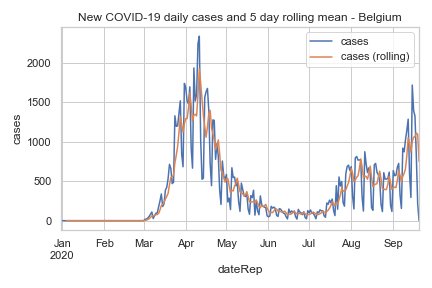 New COVID-19 daily cases and 5 day rolling mean - Belgium
cases
cases (rolling)
cases
2000
1500
1000
500
0
Jan Feb Mar Apr May Jun Jul Aug Sep
2020
dateRep